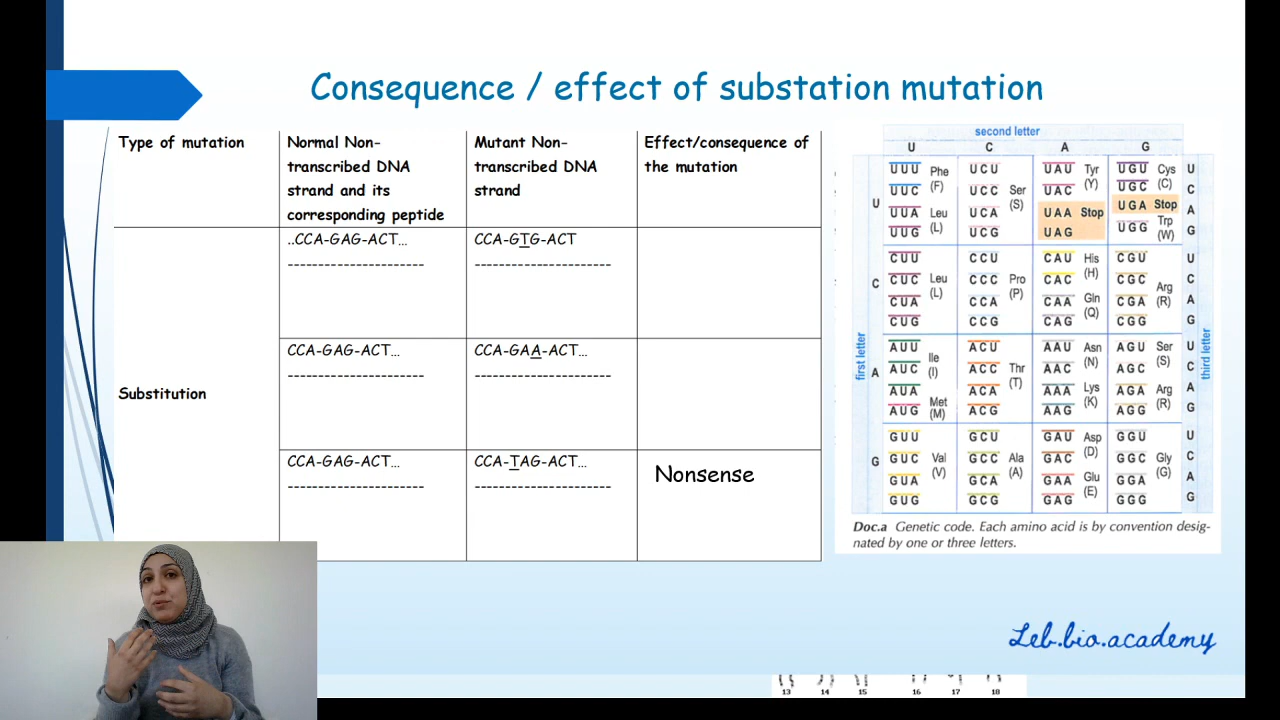 Consequence / effect of substation mutation
Type of mutation
Normal Non-
transcribed DNA
strand and its
corresponding peptide
Mutant Non-
transcribed DNA
strand
Effect/consequence of
the mutation
Substitution
..CCA-GAG-ACT...
---------------------
CCA-GTG-ACT
---------------------
CCA-GAG-ACT...
---------------------
CCA-GAA-ACT...
---------------------
CCA-GAG-ACT...
---------------------
CCA-TAG-ACT...
---------------------
Nonsense
second letter
U C A G
first letter
third letter
U
UUU UUC Phe (F)
UUA UUG Leu (L)
UCU UCC UCA UCG Ser (S)
UAU UAC Tyr (Y)
UAA UAG Stop
UGU UGC Cys (C)
UGA Stop
UGG Trp (W)
U C A G
C
CUU CUC CUA CUG Leu (L)
CCU CCC CCA CCG Pro (P)
CAU CAC His (H)
CAA CAG Gln (Q)
CGU CGC CGA CGG Arg (R)
U C A G
A
AUU AUC AUA Ile (I)
AUG Met (M)
ACU ACC ACA ACG Thr (T)
AAU AAC Asn (N)
AAA AAG Lys (K)
AGU AGC Ser (S)
AGA AGG Arg (R)
U C A G
G
GUU GUC GUA GUG Val (V)
GCU GCC GCA GCG Ala (A)
GAU GAC Asp (D)
GAA GAG Glu (E)
GGU GGC GGA GGG Gly (G)
U C A G
Doc.a Genetic code. Each amino acid is by convention desig-
nated by one or three letters.
Leb.bio.academy
13 14 15 16 17 18